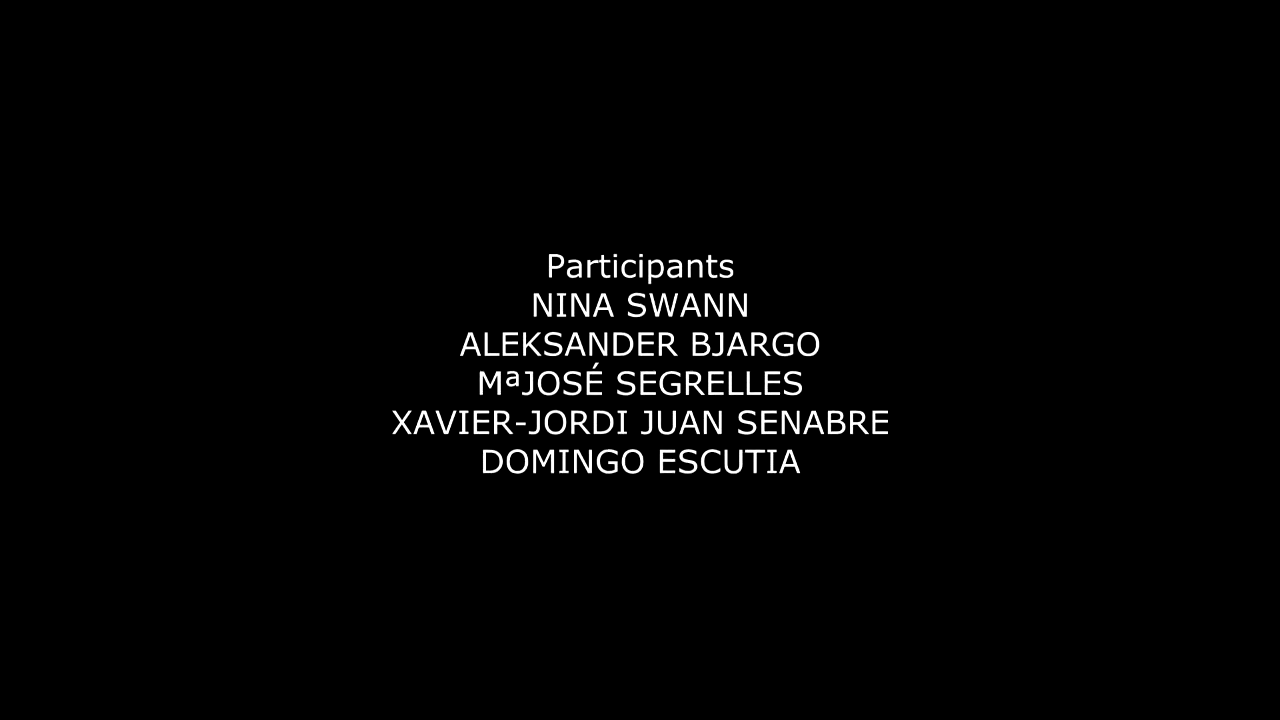 Participants
NINA SWANN
ALEKSANDER BJARGO
MªJOSÉ SEGRELLES
XAVIER-JORDI JUAN SENABRE
DOMINGO ESCUTIA